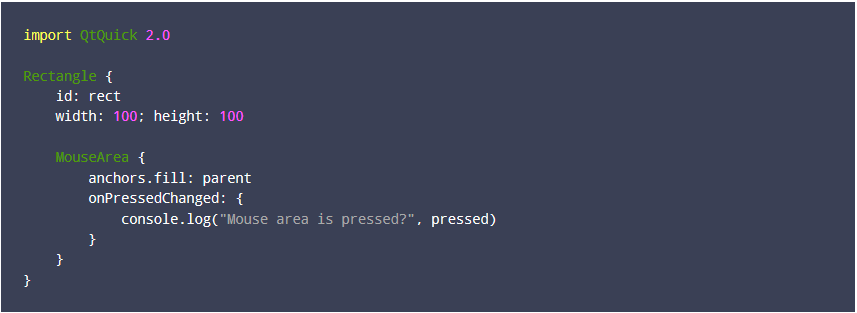 import QtQuick 2.0
Rectangle {
id: rect
width: 100; height: 100
MouseArea {
anchors.fill: parent
onPressedChanged: {
console.log("Mouse area is pressed?", pressed)
}
}
}